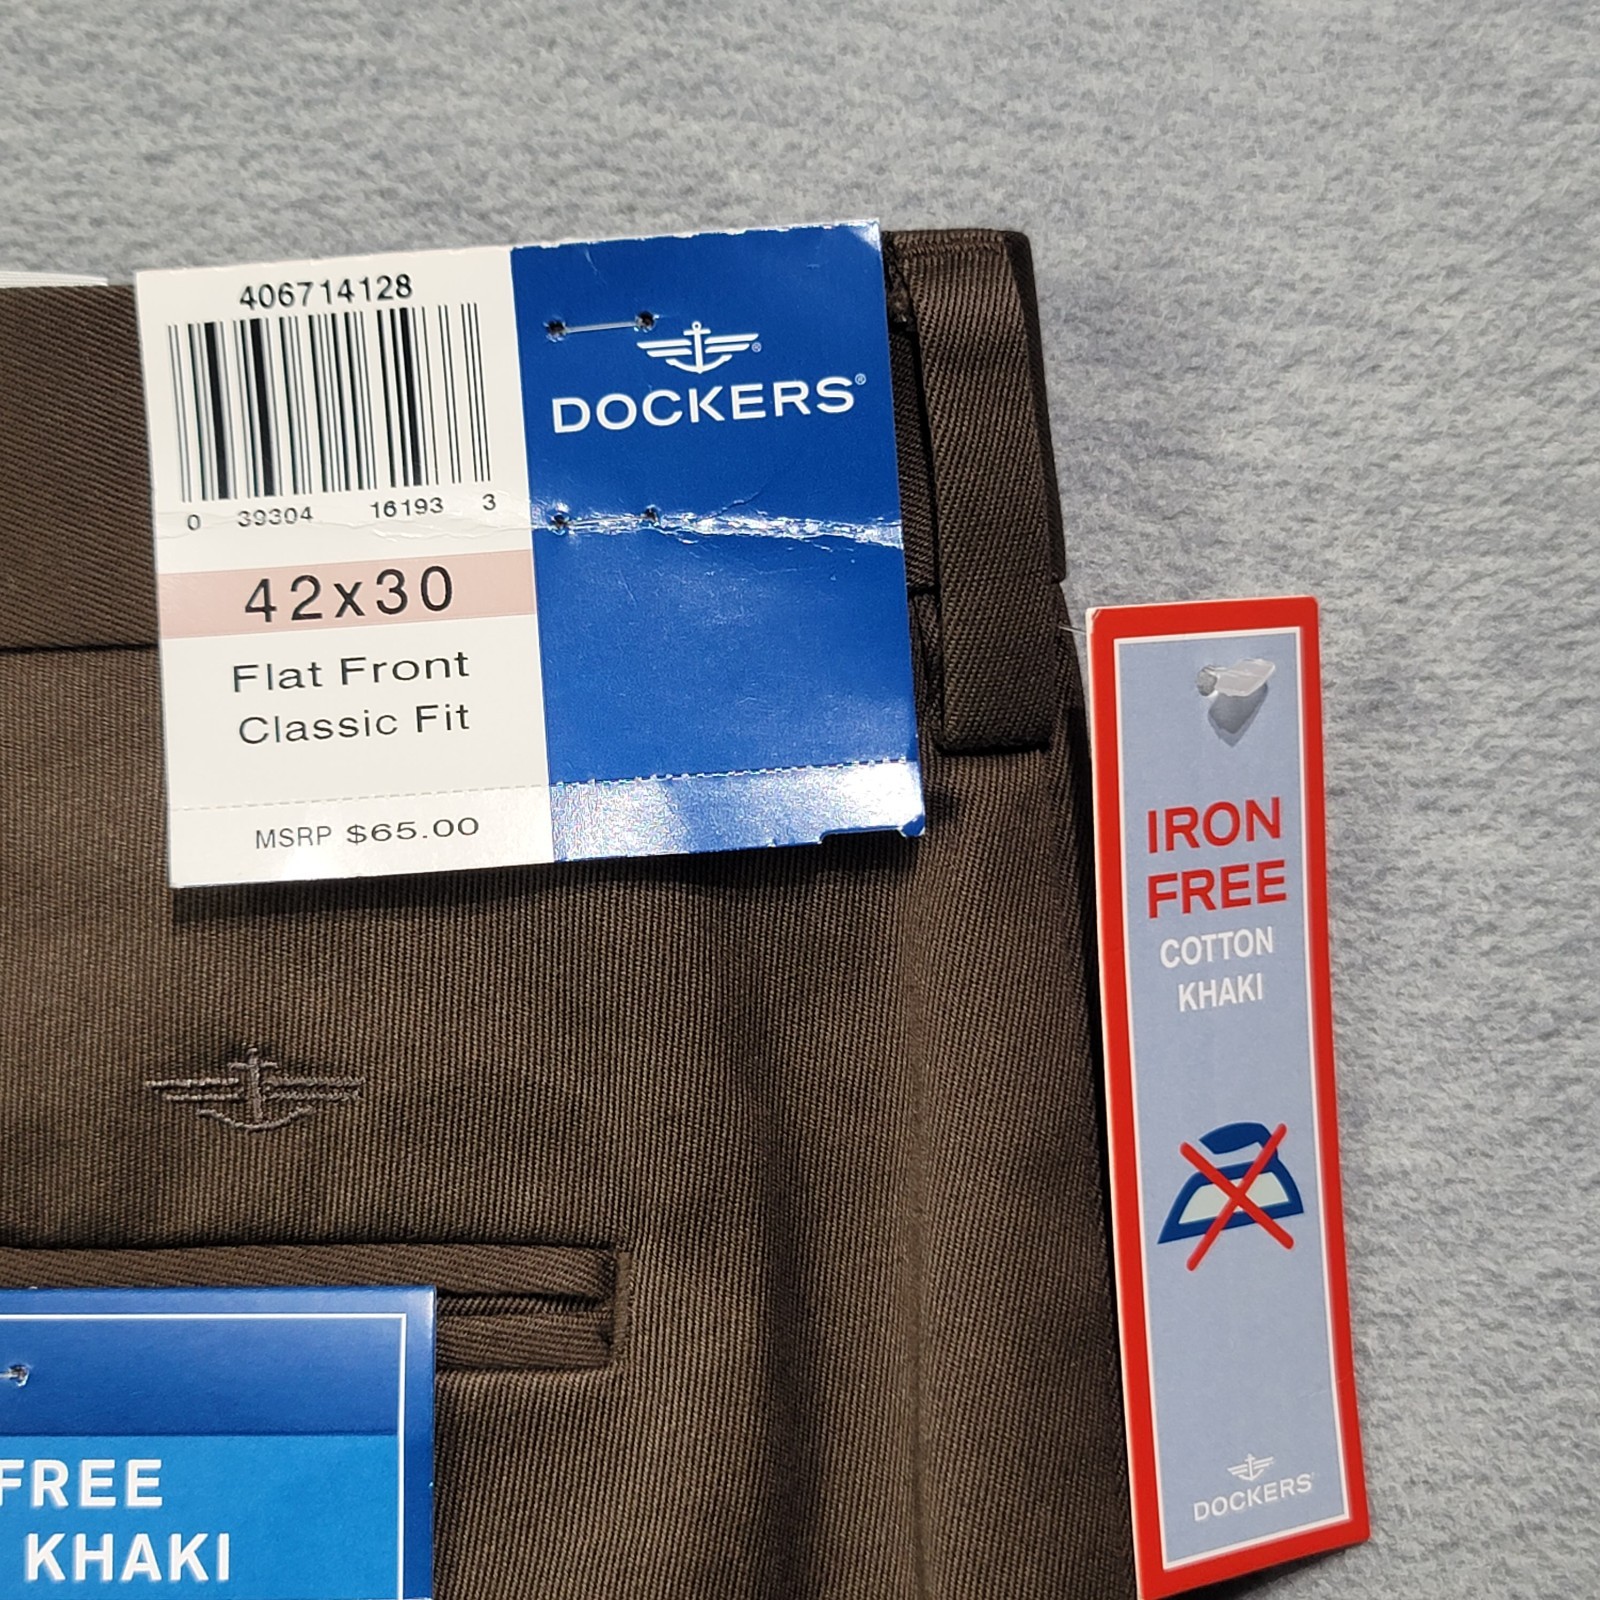 406714128
0 39304 16193 3
42x30
Flat Front
Classic Fit
MSRP $65.00
DOCKERS®
IRON
FREE
COTTON
KHAKI
DOCKERS
FREE
KHAKI